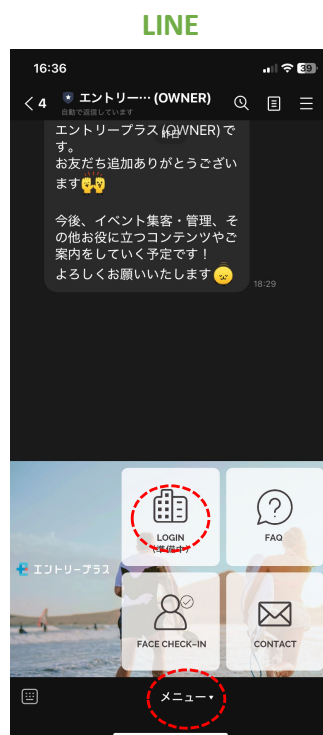 LINE
16:36
39
4
エントリー… (OWNER)
自動で返信しています
昨日
エントリープラス (OWNER) で
す。
お友だち追加ありがとうござい
ます
今後、イベント集客・管理、そ
の他お役に立つコンテンツやご
案内をしていく予定です！
よろしくお願いいたします
18:29
エントリープラス
LOGIN
(準備中)
FAQ
FACE CHECK-IN
CONTACT
メニュー▾